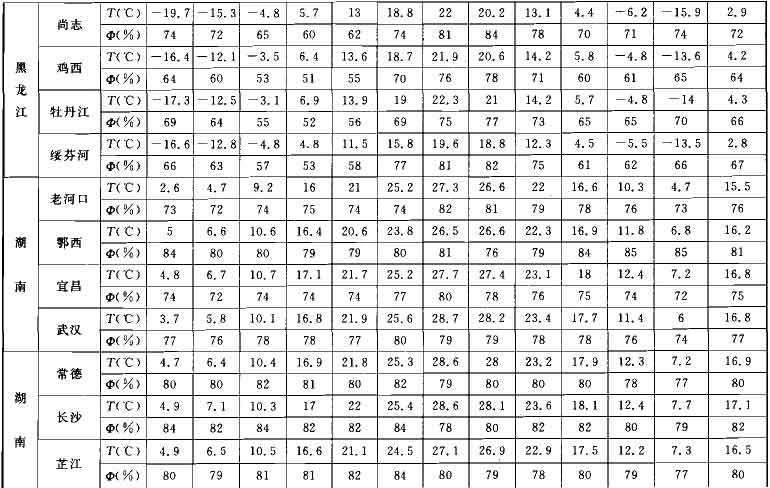 黑龙江 尚志 T(℃) -19.7 -15.3 -4.8 5.7 13 18.8 22 20.2 13.1 4.4 -6.2 -15.9 2.9
Φ(%) 74 72 65 60 62 74 81 84 78 70 71 74 72
鸡西 T(℃) -16.4 -12.1 -3.5 6.4 13.6 18.7 21.9 20.6 14.2 5.8 -4.8 -13.6 4.2
Φ(%) 64 60 53 51 55 70 76 78 71 60 61 65 64
牡丹江 T(℃) -17.3 -12.5 -3.1 6.9 13.9 19 22.3 21 14.2 5.7 -4.8 -14 4.3
Φ(%) 69 64 55 52 56 69 75 77 73 65 65 70 66
绥芬河 T(℃) -16.6 -12.8 -4.8 4.8 11.5 15.8 19.6 18.8 12.3 4.5 -5.5 -13.5 2.8
Φ(%) 66 63 57 53 58 77 81 82 75 61 62 66 67
湖南 老河口 T(℃) 2.6 4.7 9.2 16 21 25.2 27.3 26.6 22 16.6 10.3 4.7 15.5
Φ(%) 73 72 74 75 74 74 82 81 79 78 76 73 76
鄂西 T(℃) 5 6.6 10.6 16.4 20.6 23.8 26.5 26.6 22.3 16.9 11.8 6.8 16.2
Φ(%) 84 80 80 79 79 80 81 76 79 84 85 85 81
宜昌 T(℃) 4.8 6.7 10.7 17.1 21.7 25.2 27.7 27.4 23.1 18 12.4 7.2 16.8
Φ(%) 74 72 74 74 74 77 80 78 76 75 74 72 75
武汉 T(℃) 3.7 5.8 10.1 16.8 21.9 25.6 28.7 28.2 23.4 17.7 11.4 6 16.8
Φ(%) 77 76 78 78 77 80 79 79 78 78 76 74 77
湖南 常德 T(℃) 4.7 6.4 10.4 16.9 21.8 25.3 28.6 28 23.2 17.9 12.3 7.2 16.9
Φ(%) 80 80 82 81 80 82 79 80 80 80 78 77 80
长沙 T(℃) 4.9 7.1 10.3 17 22 25.4 28.6 28.1 23.6 18.1 12.4 7.7 17.1
Φ(%) 84 82 84 82 82 84 78 80 82 82 80 79 82
芷江 T(℃) 4.9 6.5 10.5 16.6 21.1 24.5 27.1 26.9 22.9 17.5 12.2 7.3 16.5
Φ(%) 80 79 81 81 82 84 80 79 78 80 79 77 80